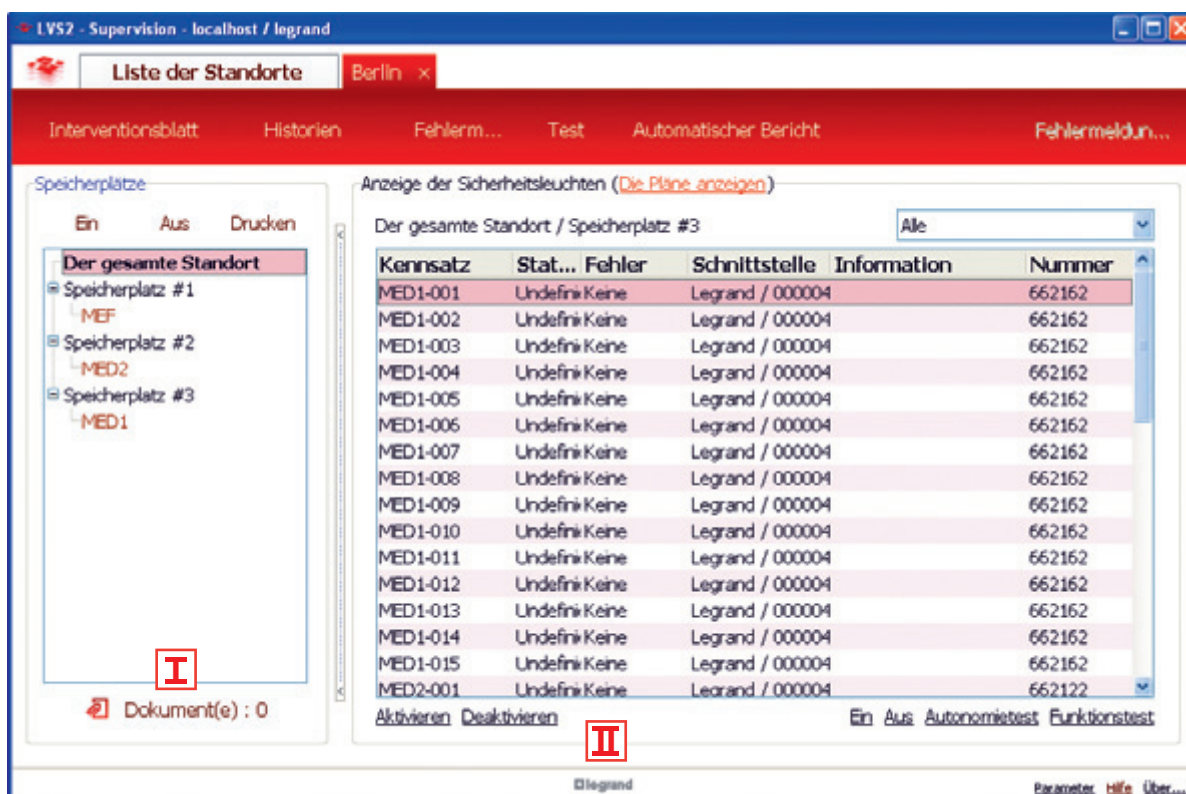 LVS2 - Supervision - localhost / legrand
Liste der Standorte Berlin ×
Interventionsblatt Historien Fehlerm... Test Automatischer Bericht Fehlermeldun...
Speicherplätze
Ein Aus Drucken
Der gesamte Standort
Speicherplatz #1
MEF
Speicherplatz #2
MED2
Speicherplatz #3
MED1
I
Dokument(e) : 0
Anzeige der Sicherheitsleuchten (Die Pläne anzeigen)
Der gesamte Standort / Speicherplatz #3 Alle
Kennsatz Stat... Fehler Schnittstelle Information Nummer
MED1-001 Undefini Keine Legrand / 000004 662162
MED1-002 Undefini Keine Legrand / 000004 662162
MED1-003 Undefini Keine Legrand / 000004 662162
MED1-004 Undefini Keine Legrand / 000004 662162
MED1-005 Undefini Keine Legrand / 000004 662162
MED1-006 Undefini Keine Legrand / 000004 662162
MED1-007 Undefini Keine Legrand / 000004 662162
MED1-008 Undefini Keine Legrand / 000004 662162
MED1-009 Undefini Keine Legrand / 000004 662162
MED1-010 Undefini Keine Legrand / 000004 662162
MED1-011 Undefini Keine Legrand / 000004 662162
MED1-012 Undefini Keine Legrand / 000004 662162
MED1-013 Undefini Keine Legrand / 000004 662162
MED1-014 Undefini Keine Legrand / 000004 662162
MED1-015 Undefini Keine Legrand / 000004 662162
MED2-001 Undefini Keine Legrand / 000004 662122
Aktivieren Deaktivieren Ein Aus Autonomietest Funktionstest
II
legrand
Parameter Hilfe Über...